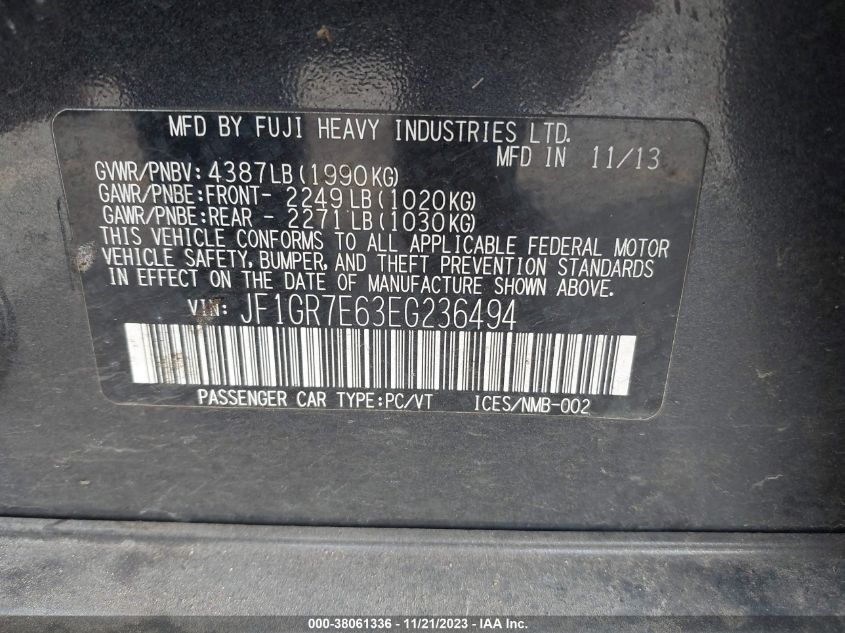 MFD BY FUJI HEAVY INDUSTRIES LTD.
MFD IN 11/13
GVWR/PNBV: 4387LB(1990KG)
GAWR/PNBE:FRONT- 2249LB(1020KG)
GAWR/PNBE:REAR - 2271LB(1030KG)
THIS VEHICLE CONFORMS TO ALL APPLICABLE FEDERAL MOTOR
VEHICLE SAFETY, BUMPER, AND THEFT PREVENTION STANDARDS
IN EFFECT ON THE DATE OF MANUFACTURE SHOWN ABOVE.
VIN: JF1GR7E63EG236494
PASSENGER CAR TYPE:PC/VT ICES/NMB-002
000-38061336 - 11/21/2023 - IAA Inc.